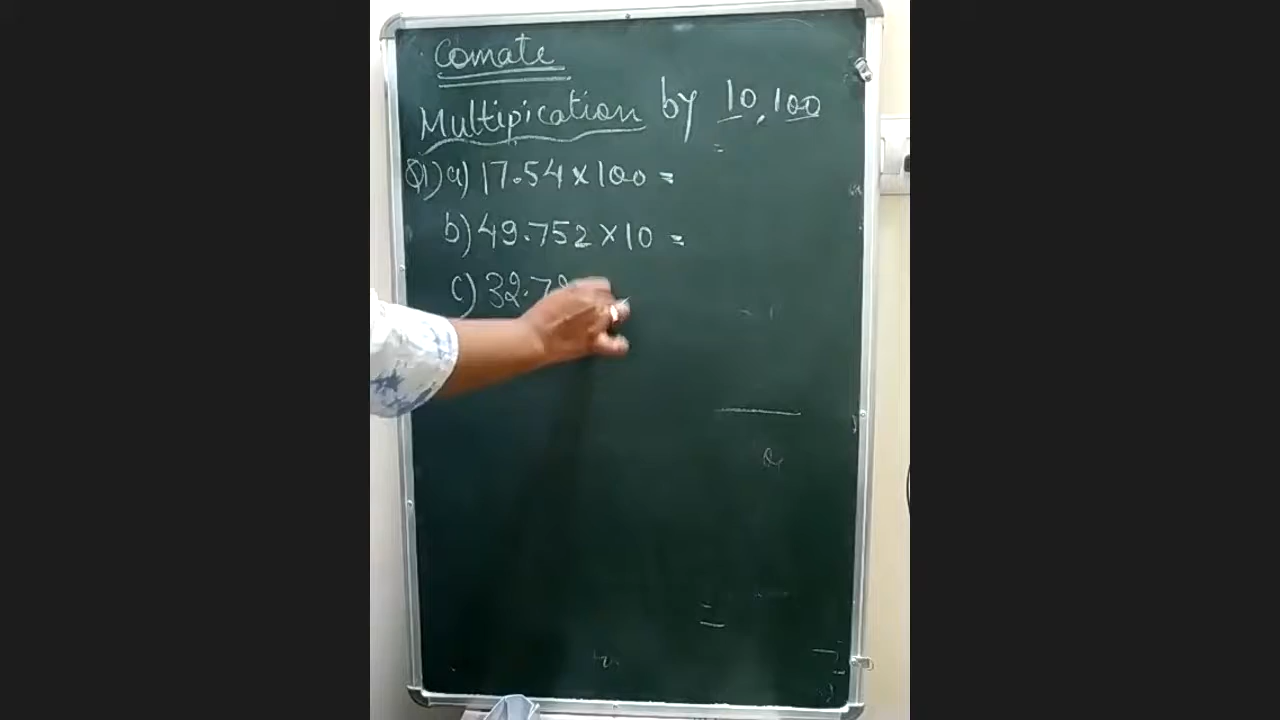 Comate
Multipication by 10, 100
Q1) a) 17.54 × 100 =
b) 49.752 × 10 =
c) 32.7